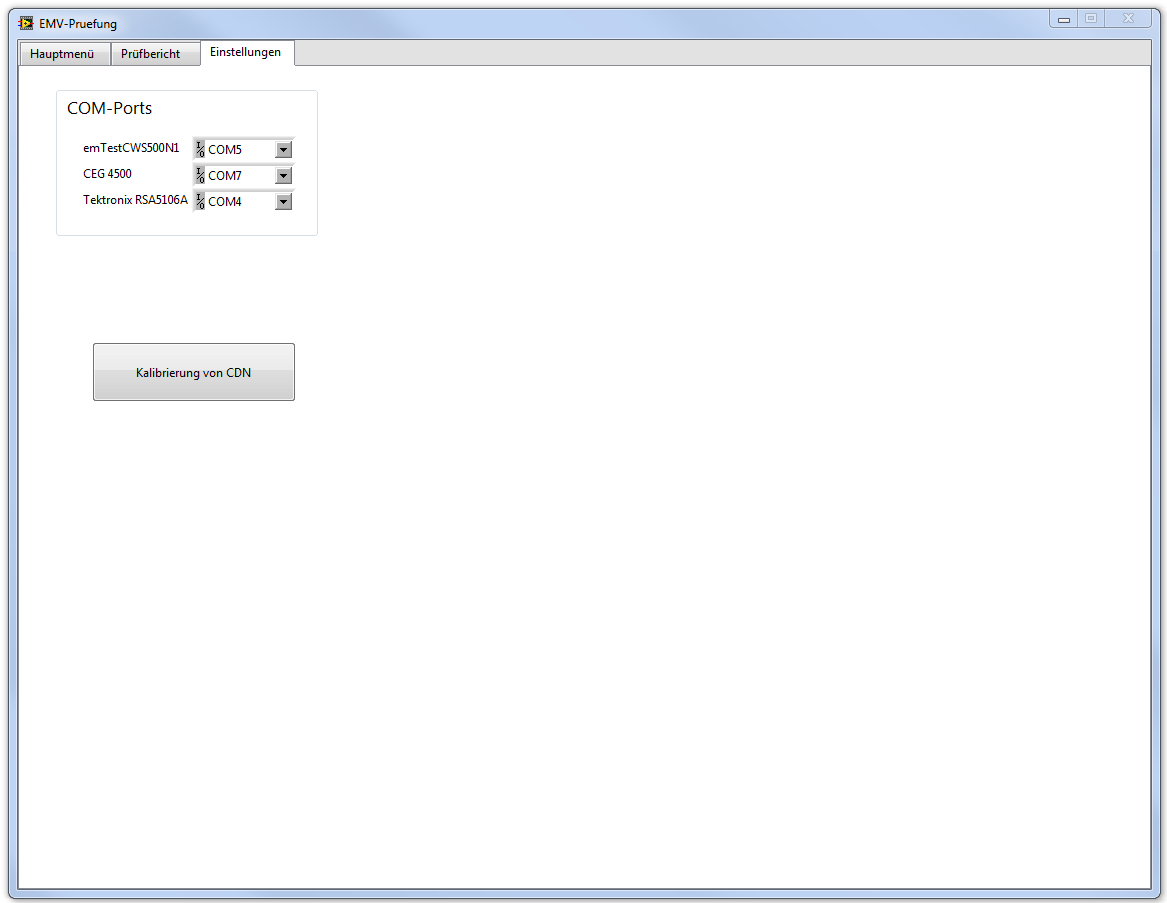 EMV-Pruefung
Hauptmenü Prüfbericht Einstellungen
COM-Ports
emTestCWS500N1 I/O COM5
CEG 4500 I/O COM7
Tektronix RSA5106A I/O COM4
Kalibrierung von CDN